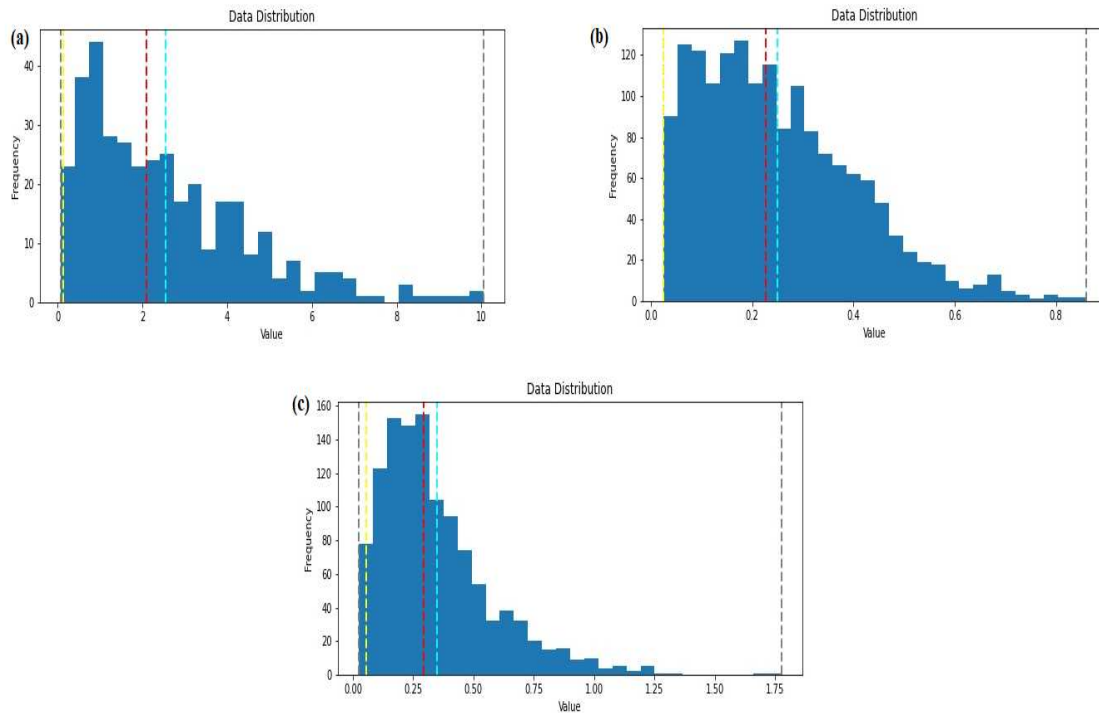 (a)
Data Distribution
Frequency
40
30
20
10
0
0 2 4 6 8 10
Value
(b)
Data Distribution
Frequency
120
100
80
60
40
20
0
0.0 0.2 0.4 0.6 0.8
Value
(c)
Data Distribution
Frequency
160
140
120
100
80
60
40
20
0
0.00 0.25 0.50 0.75 1.00 1.25 1.50 1.75
Value